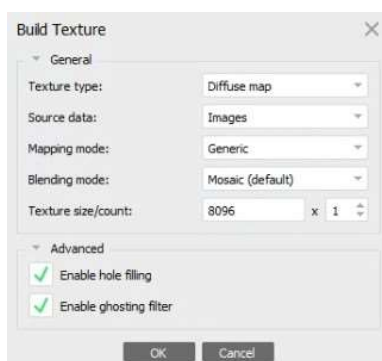 Build Texture
General
Texture type: Diffuse map
Source data: Images
Mapping mode: Generic
Blending mode: Mosaic (default)
Texture size/count: 8096 x 1
Advanced
Enable hole filling
Enable ghosting filter
OK Cancel